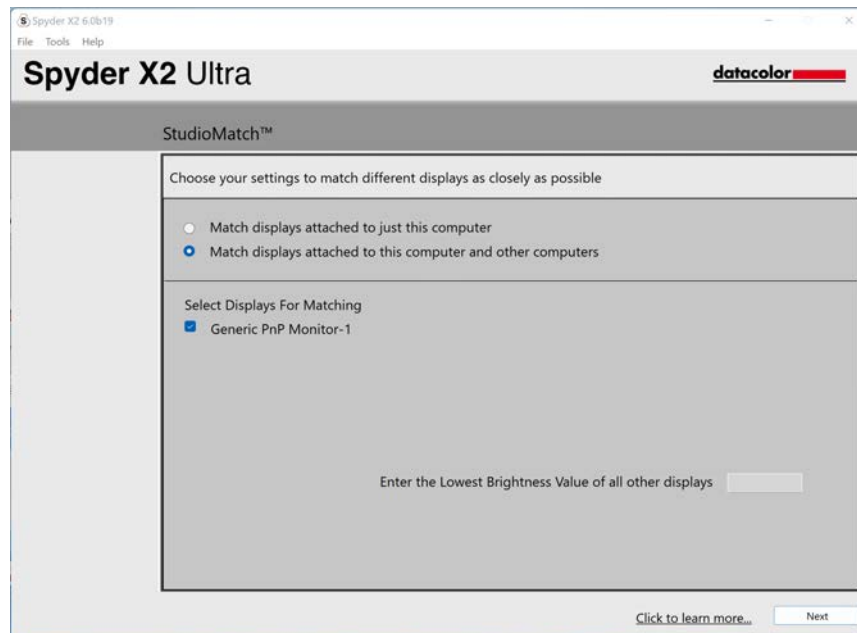 Spyder X2 6.0b19
File Tools Help
Spyder X2 Ultra
datacolor
StudioMatch™
Choose your settings to match different displays as closely as possible
Match displays attached to just this computer
Match displays attached to this computer and other computers
Select Displays For Matching
Generic PnP Monitor-1
Enter the Lowest Brightness Value of all other displays
Click to learn more...
Next